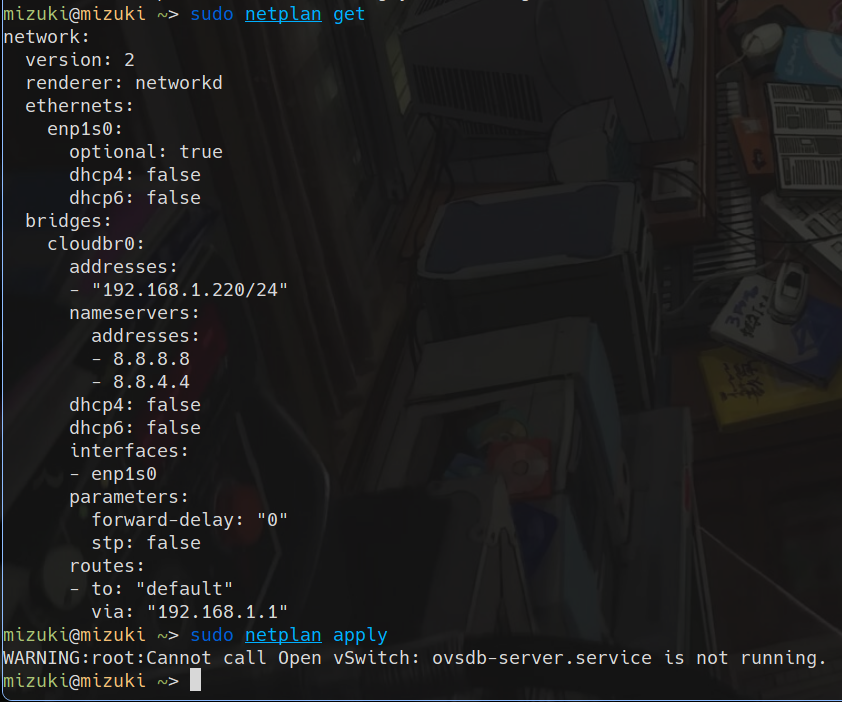 mizuki@mizuki ~> sudo netplan get
network:
  version: 2
  renderer: networkd
  ethernets:
    enp1s0:
      optional: true
      dhcp4: false
      dhcp6: false
  bridges:
    cloudbr0:
      addresses:
      - "192.168.1.220/24"
      nameservers:
        addresses:
        - 8.8.8.8
        - 8.8.4.4
      dhcp4: false
      dhcp6: false
      interfaces:
      - enp1s0
      parameters:
        forward-delay: "0"
        stp: false
      routes:
      - to: "default"
        via: "192.168.1.1"
mizuki@mizuki ~> sudo netplan apply
WARNING:root:Cannot call Open vSwitch: ovsdb-server.service is not running.
mizuki@mizuki ~>